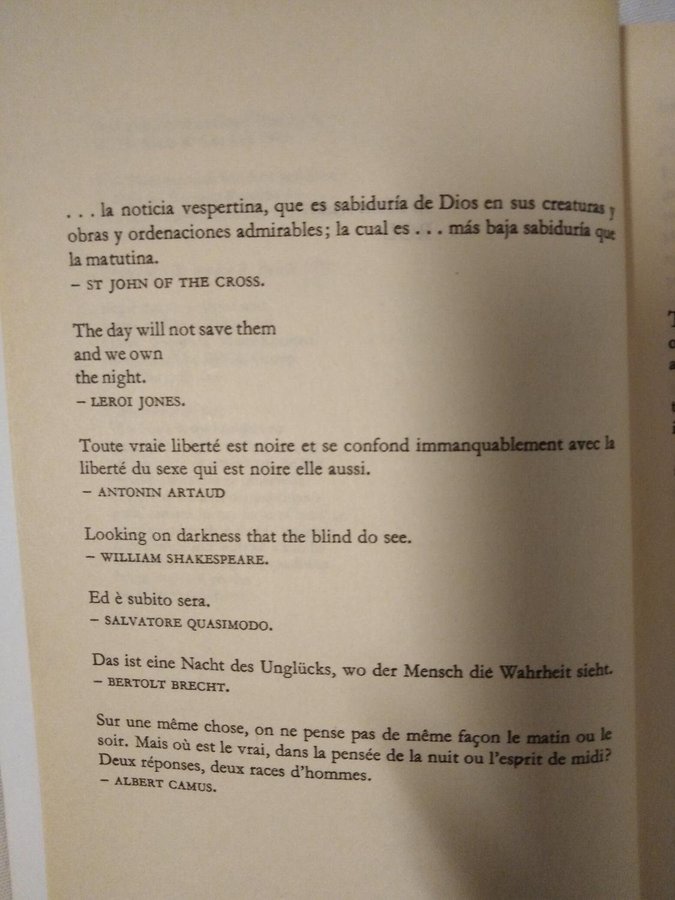 . . . la noticia vespertina, que es sabiduría de Dios en sus creaturas y
obras y ordenaciones admirables; la cual es . . . más baja sabiduría que
la matutina.
– ST JOHN OF THE CROSS.
The day will not save them
and we own
the night.
– LEROI JONES.
Toute vraie liberté est noire et se confond immanquablement avec la
liberté du sexe qui est noire elle aussi.
– ANTONIN ARTAUD
Looking on darkness that the blind do see.
– WILLIAM SHAKESPEARE.
Ed è subito sera.
– SALVATORE QUASIMODO.
Das ist eine Nacht des Unglücks, wo der Mensch die Wahrheit sieht.
– BERTOLT BRECHT.
Sur une même chose, on ne pense pas de même façon le matin ou le
soir. Mais où est le vrai, dans la pensée de la nuit ou l'esprit de midi?
Deux réponses, deux races d'hommes.
– ALBERT CAMUS.